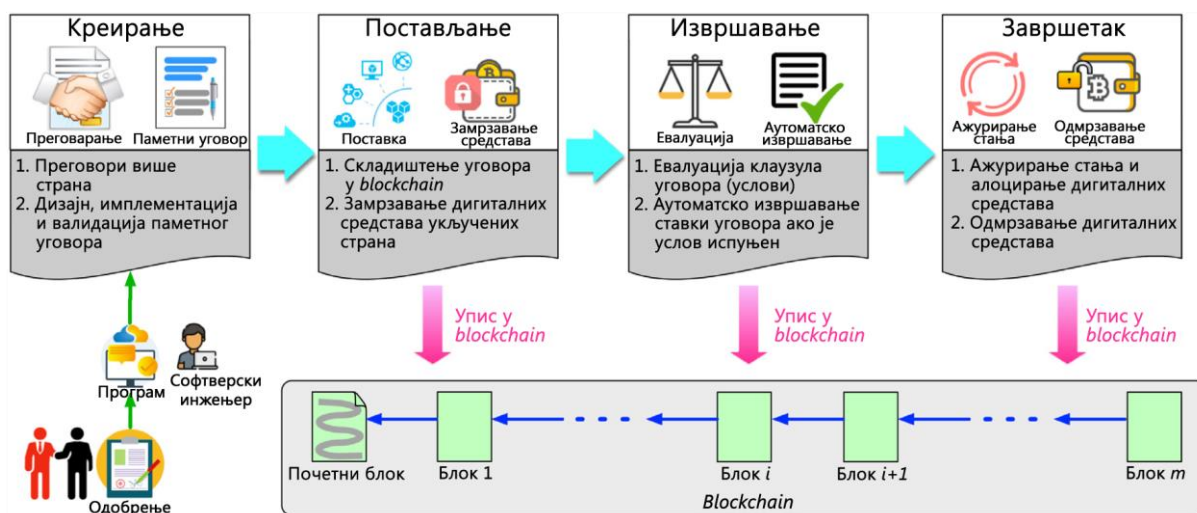 Креирање
Преговарање
Паметни уговор
1. Преговори више
страна
2. Дизајн, имплементација
и валидација паметног
уговора
Постављање
Поставка
Замрзавање
средстава
1. Складиштење уговора
у blockchain
2. Замрзавање дигиталних
средстава укључених
страна
Извршавање
Евалуација
Аутоматско
извршавање
1. Евалуација клаузула
уговора (услови)
2. Аутоматско извршавање
ставки уговора ако је
услов испуњен
Завршетак
Ажурирање
стања
Одмрзавање
средстава
1. Ажурирање стања и
алоцирање дигиталних
средстава
2. Одмрзавање дигиталних
средстава
Упис у
blockchain
Упис у
blockchain
Упис у
blockchain
Програм
Софтверски
инжењер
Одобрење
Почетни блок
Блок 1
Блок i
Блок i+1
Блок m
Blockchain